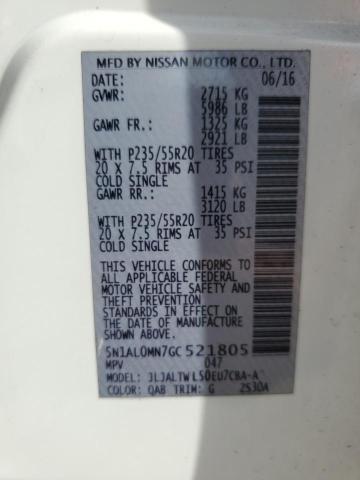 MFD BY NISSAN MOTOR CO., LTD.
DATE: 06/16
GVWR: 2715 KG
5986 LB
GAWR FR.: 1325 KG
2921 LB
WITH P235/55R20 TIRES
20 X 7.5 RIMS AT 35 PSI
COLD SINGLE
GAWR RR.: 1415 KG
3120 LB
WITH P235/55R20 TIRES
20 X 7.5 RIMS AT 35 PSI
COLD SINGLE
THIS VEHICLE CONFORMS TO
ALL APPLICABLE FEDERAL
MOTOR VEHICLE SAFETY AND
THEFT PREVENTION
STANDARDS IN EFFECT ON
THE DATE OF MANUFACTURE
SHOWN ABOVE.
5N1AL0MN7GC521805
MPV 047
MODEL: JLJALTWL50EU7CBA-A
COLOR: QAB TRIM: G 2530A